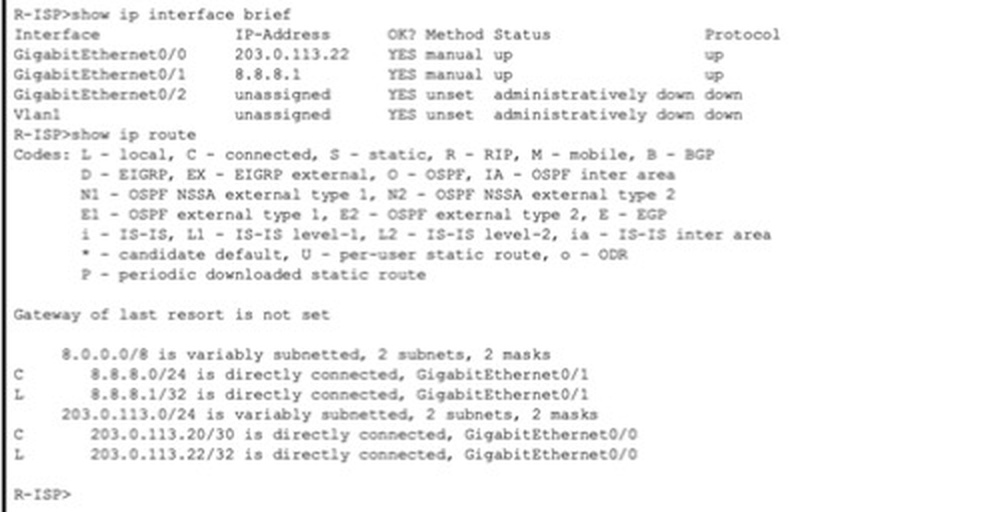 R-ISP>show ip interface brief
Interface IP-Address OK? Method Status Protocol
GigabitEthernet0/0 203.0.113.22 YES manual up up
GigabitEthernet0/1 8.8.8.1 YES manual up up
GigabitEthernet0/2 unassigned YES unset administratively down down
Vlan1 unassigned YES unset administratively down down
R-ISP>show ip route
Codes: L - local, C - connected, S - static, R - RIP, M - mobile, B - BGP
D - EIGRP, EX - EIGRP external, O - OSPF, IA - OSPF inter area
N1 - OSPF NSSA external type 1, N2 - OSPF NSSA external type 2
E1 - OSPF external type 1, E2 - OSPF external type 2, E - EGP
i - IS-IS, L1 - IS-IS level-1, L2 - IS-IS level-2, ia - IS-IS inter area
* - candidate default, U - per-user static route, o - ODR
P - periodic downloaded static route
Gateway of last resort is not set
8.0.0.0/8 is variably subnetted, 2 subnets, 2 masks
C 8.8.8.0/24 is directly connected, GigabitEthernet0/1
L 8.8.8.1/32 is directly connected, GigabitEthernet0/1
203.0.113.0/24 is variably subnetted, 2 subnets, 2 masks
C 203.0.113.20/30 is directly connected, GigabitEthernet0/0
L 203.0.113.22/32 is directly connected, GigabitEthernet0/0
R-ISP>